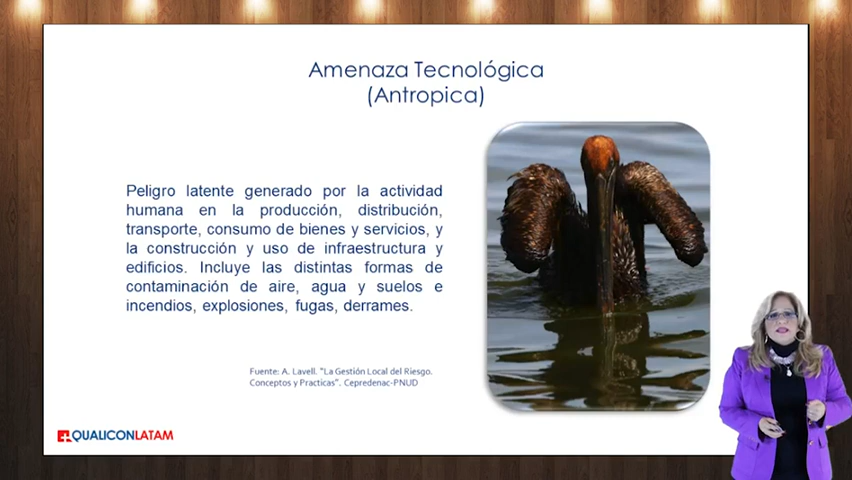 Amenaza Tecnológica
(Antropica)
Peligro latente generado por la actividad
humana en la producción, distribución,
transporte, consumo de bienes y servicios, y
la construcción y uso de infraestructura y
edificios. Incluye las distintas formas de
contaminación de aire, agua y suelos e
incendios, explosiones, fugas, derrames.
Fuente: A. Lavell. "La Gestión Local del Riesgo.
Conceptos y Practicas", Cepredenac-PNUD
QUALICONLATAM